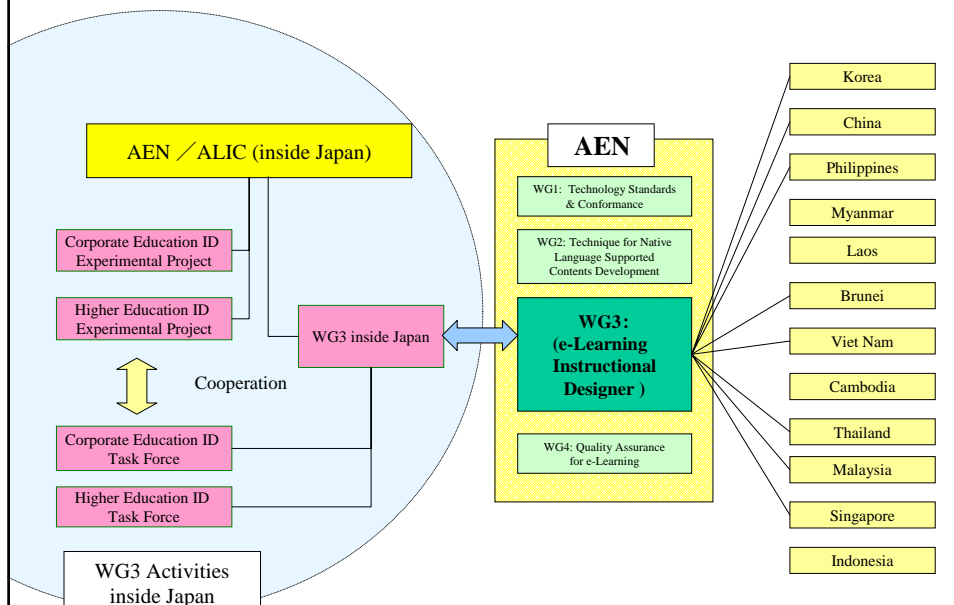 AEN ／ALIC (inside Japan)
Corporate Education ID
Experimental Project
Higher Education ID
Experimental Project
Cooperation
Corporate Education ID
Task Force
Higher Education ID
Task Force
WG3 inside Japan
WG3 Activities
inside Japan
AEN
WG1: Technology Standards
& Conformance
WG2: Technique for Native
Language Supported
Contents Development
WG3：
(e-Learning
Instructional
Designer )
WG4: Quality Assurance
for e-Learning
Korea
China
Philippines
Myanmar
Laos
Brunei
Viet Nam
Cambodia
Thailand
Malaysia
Singapore
Indonesia